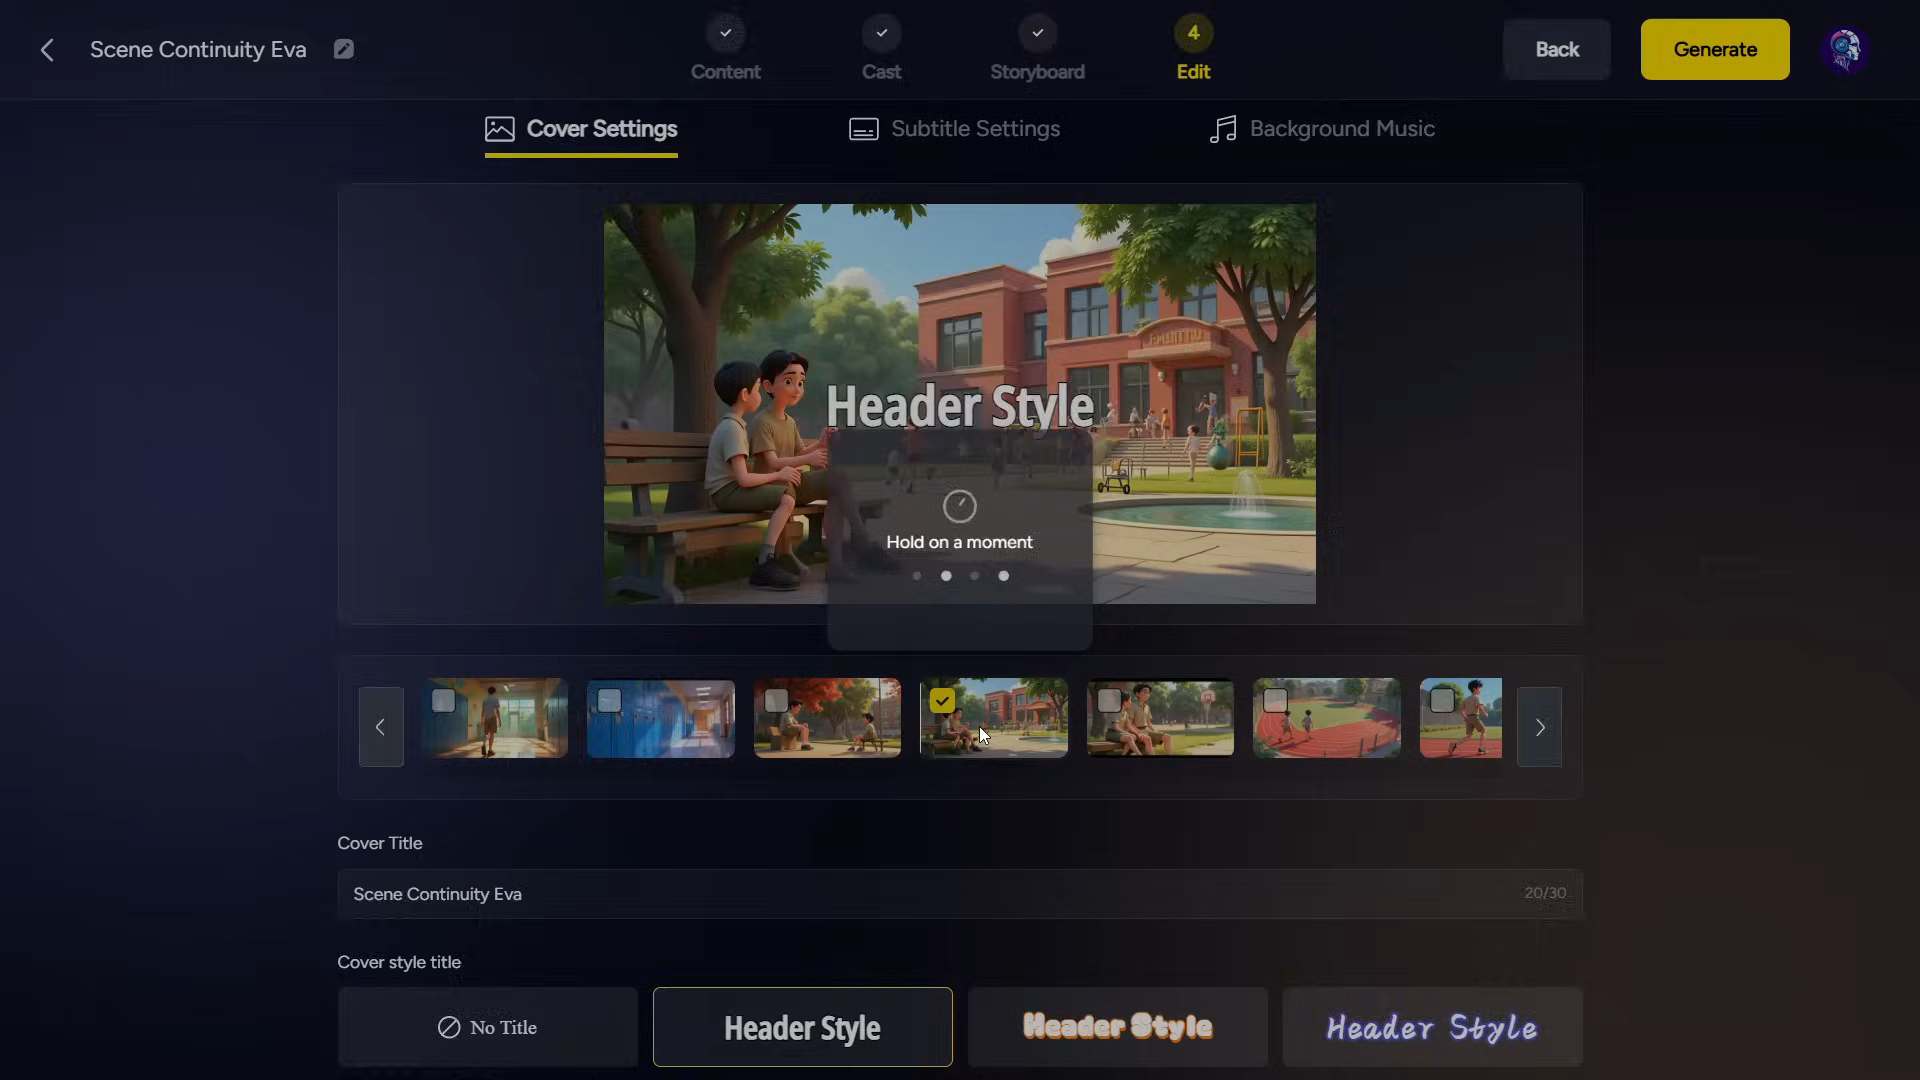 Scene Continuity Eva
Content
Cast
Storyboard
4
Edit
Back
Generate
Cover Settings
Subtitle Settings
Background Music
Header Style
Hold on a moment
Cover Title
Scene Continuity Eva
20/30
Cover style title
No Title
Header Style
Header Style
Header Style